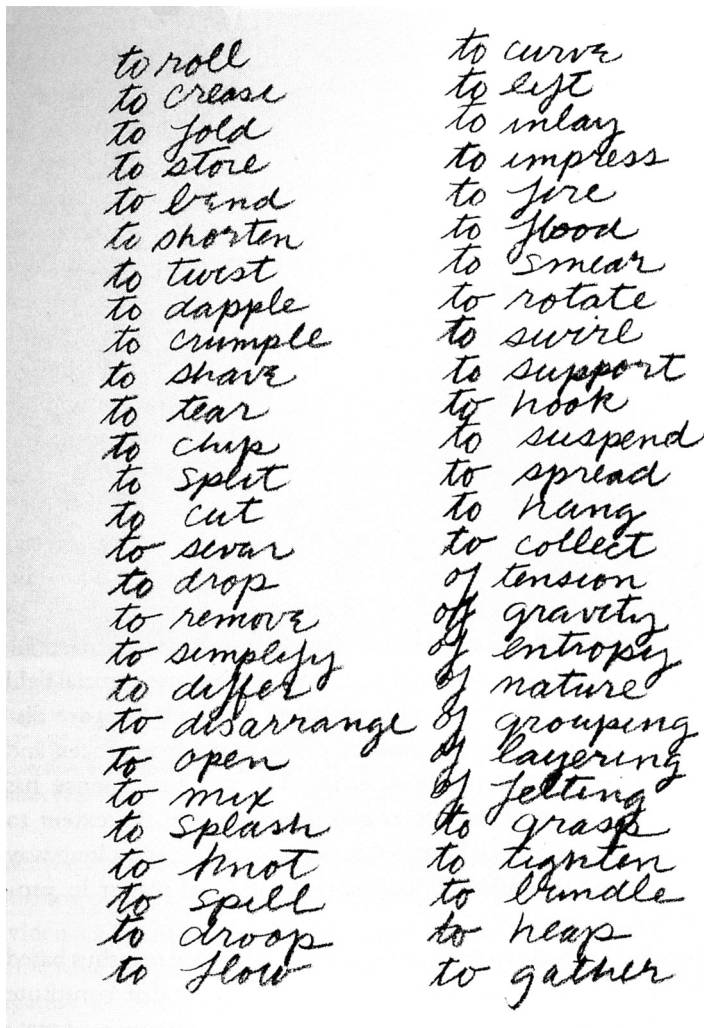 to roll
to crease
to fold
to store
to bend
to shorten
to twist
to dapple
to crumple
to shave
to tear
to chip
to split
to cut
to sever
to drop
to remove
to simplify
to differ
to disarrange
to open
to mix
to splash
to knot
to spill
to droop
to flow
to curve
to lift
to inlay
to impress
to fire
to flood
to smear
to rotate
to swirl
to support
to hook
to suspend
to spread
to hang
to collect
of tension
of gravity
of entropy
of nature
of grouping
of layering
of felting
to grasp
to tighten
to bundle
to heap
to gather